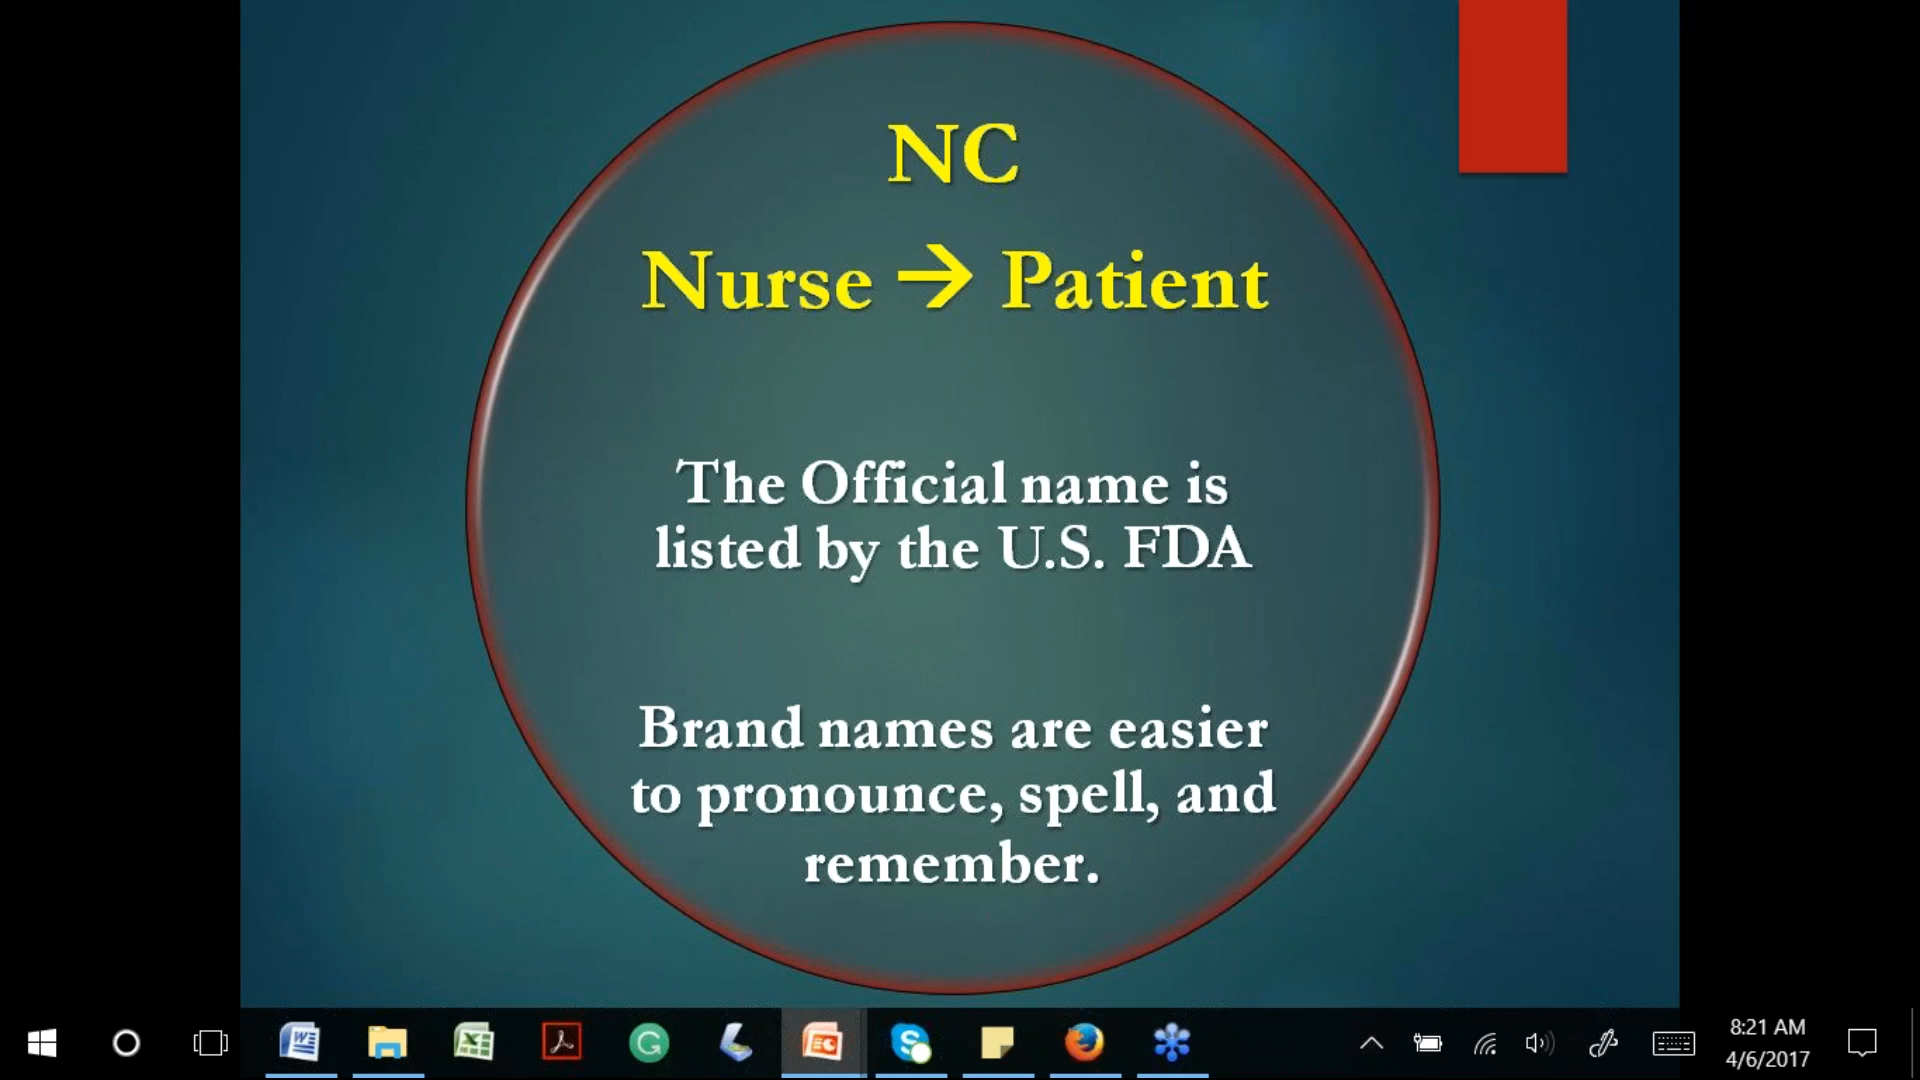 NC
Nurse → Patient
The Official name is
listed by the U.S. FDA
Brand names are easier
to pronounce, spell, and
remember.
8:21 AM
4/6/2017